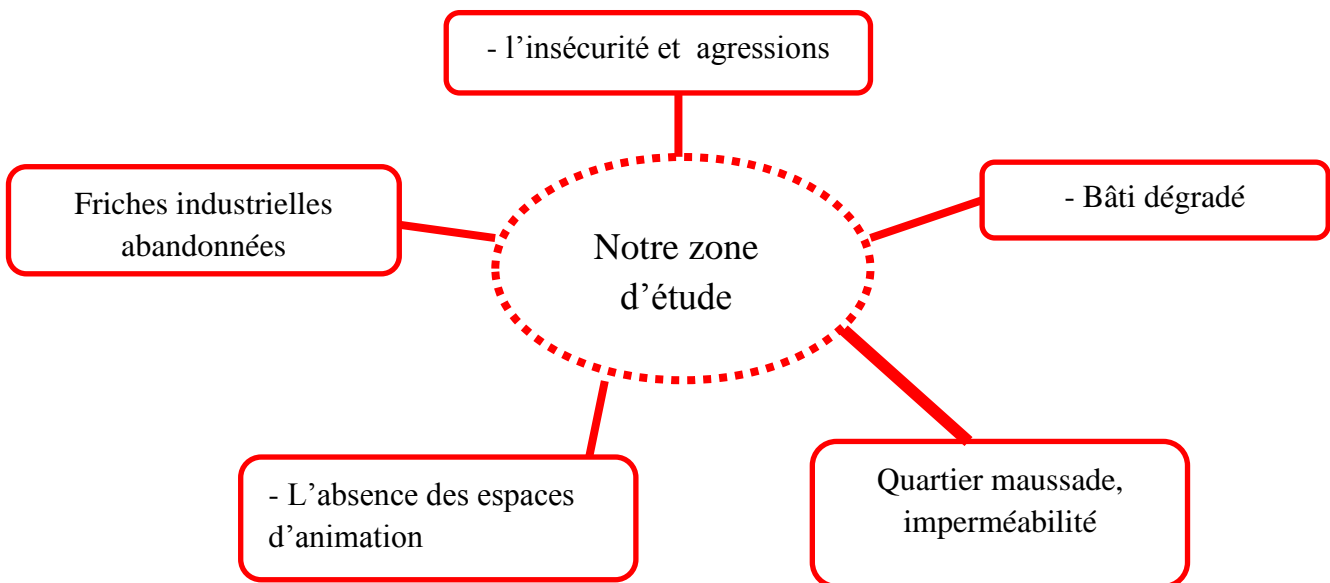 - l’insécurité et  agressions
Friches industrielles
abandonnées
- Bâti dégradé
Notre zone
d’étude
- L’absence des espaces
d’animation
Quartier maussade,
imperméabilité